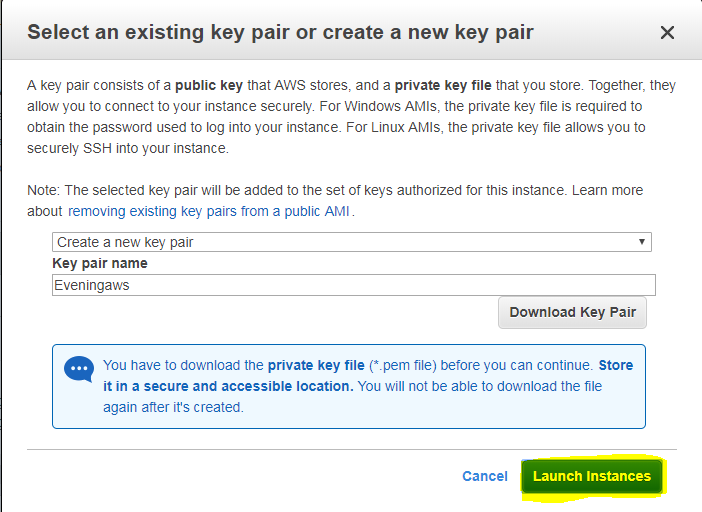 Select an existing key pair or create a new key pair
A key pair consists of a public key that AWS stores, and a private key file that you store. Together, they
allow you to connect to your instance securely. For Windows AMIs, the private key file is required to
obtain the password used to log into your instance. For Linux AMIs, the private key file allows you to
securely SSH into your instance.
Note: The selected key pair will be added to the set of keys authorized for this instance. Learn more
about removing existing key pairs from a public AMI.
Create a new key pair
Key pair name
Eveningaws
Download Key Pair
You have to download the private key file (*.pem file) before you can continue. Store
it in a secure and accessible location. You will not be able to download the file
again after it's created.
Cancel
Launch Instances